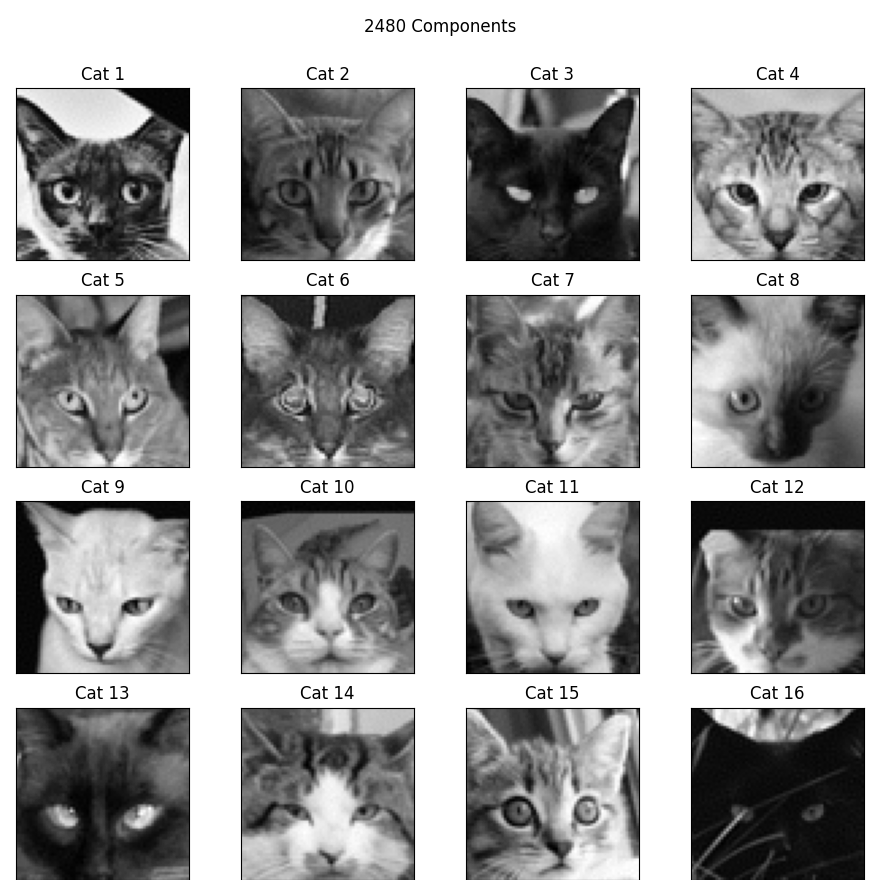 2480 Components
Cat 1 Cat 2 Cat 3 Cat 4
Cat 5 Cat 6 Cat 7 Cat 8
Cat 9 Cat 10 Cat 11 Cat 12
Cat 13 Cat 14 Cat 15 Cat 16